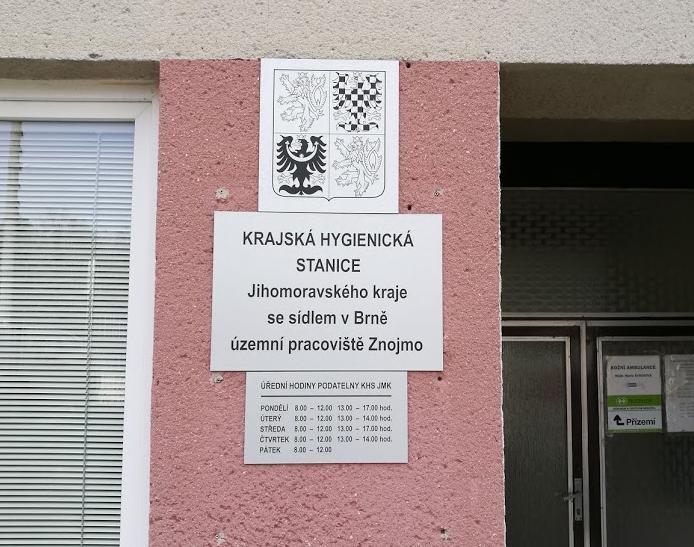 KRAJSKÁ HYGIENICKÁ
STANICE
Jihomoravského kraje
se sídlem v Brně
územní pracoviště Znojmo
ÚŘEDNÍ HODINY PODATELNY KHS JMK
PONDĚLÍ 8.00 – 12.00 13.00 – 17.00 hod.
ÚTERÝ 8.00 – 12.00 13.00 – 14.00 hod.
STŘEDA 8.00 – 12.00 13.00 – 17.00 hod.
ČTVRTEK 8.00 – 12.00 13.00 – 14.00 hod.
PÁTEK 8.00 – 12.00
KOŽNÍ AMBULANCE
Přízemí